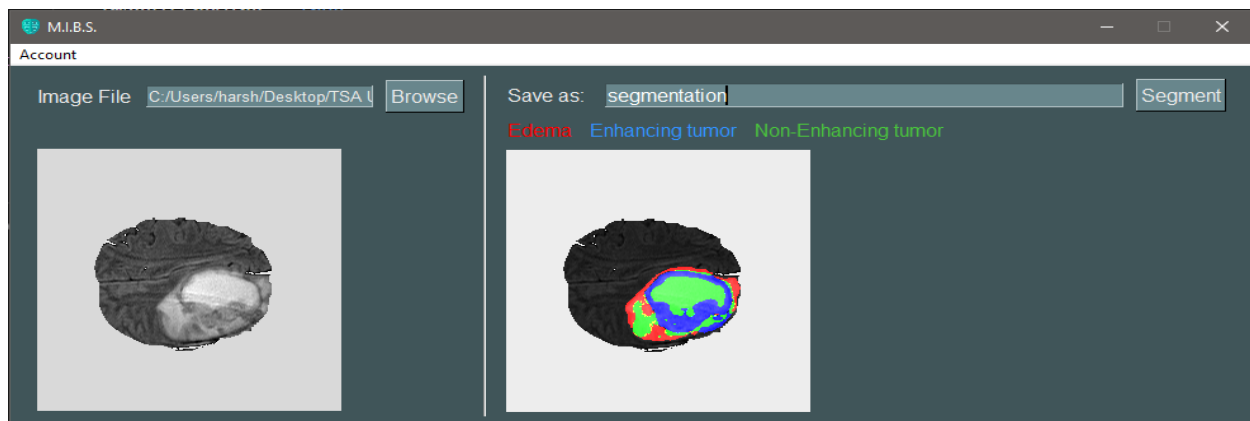 M.I.B.S.
Account
Image File C:/Users/harsh/Desktop/TSA Browse
Save as: segmentation Segment
Edema Enhancing tumor Non-Enhancing tumor